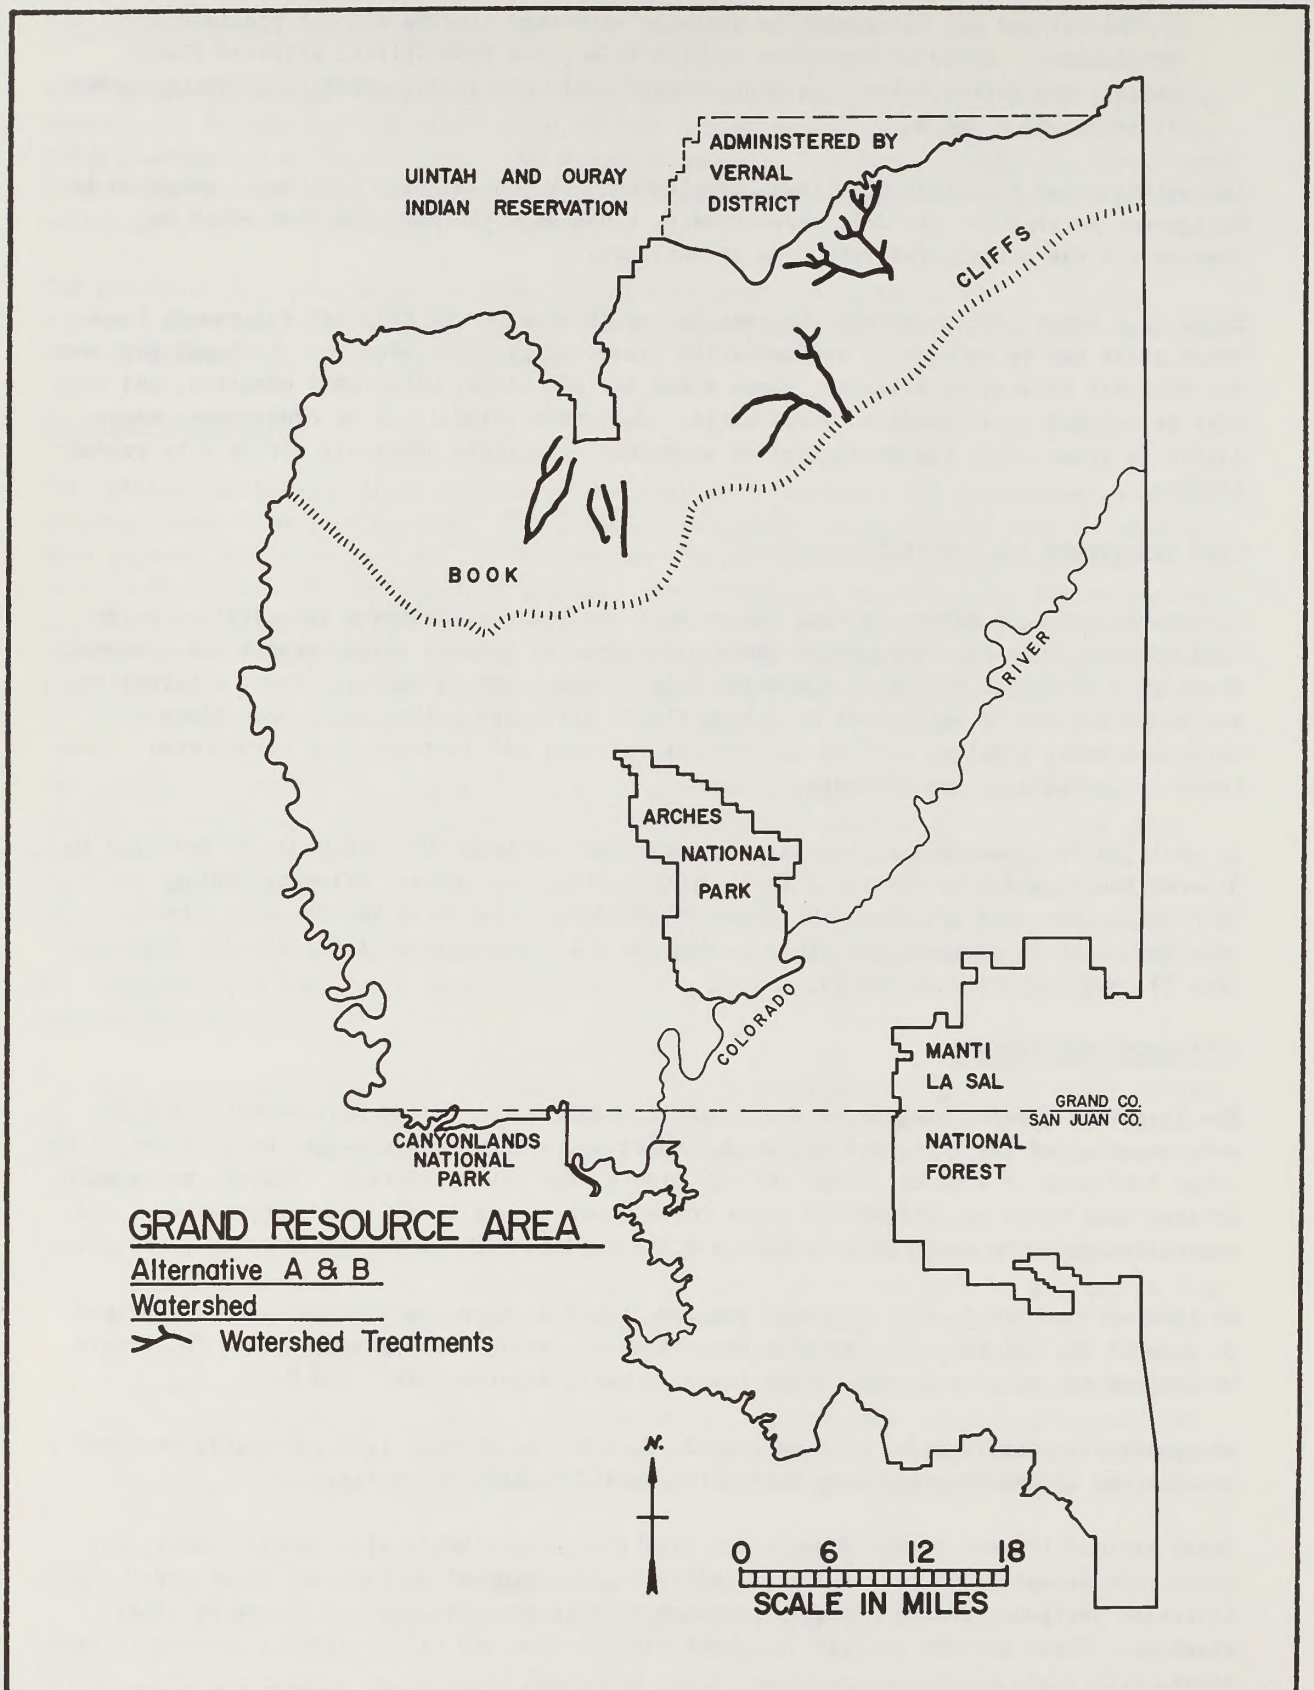 ADMINISTERED BY
VERNAL
DISTRICT
UINTAH AND OURAY
INDIAN RESERVATION
CLIFFS
BOOK
RIVER
ARCHES
NATIONAL
PARK
COLORADO
MANTI
LA SAL
GRAND CO.
SAN JUAN CO.
NATIONAL
FOREST
CANYONLANDS
NATIONAL
PARK
GRAND RESOURCE AREA
Alternative A & B
Watershed
Watershed Treatments
N.
0 6 12 18
SCALE IN MILES